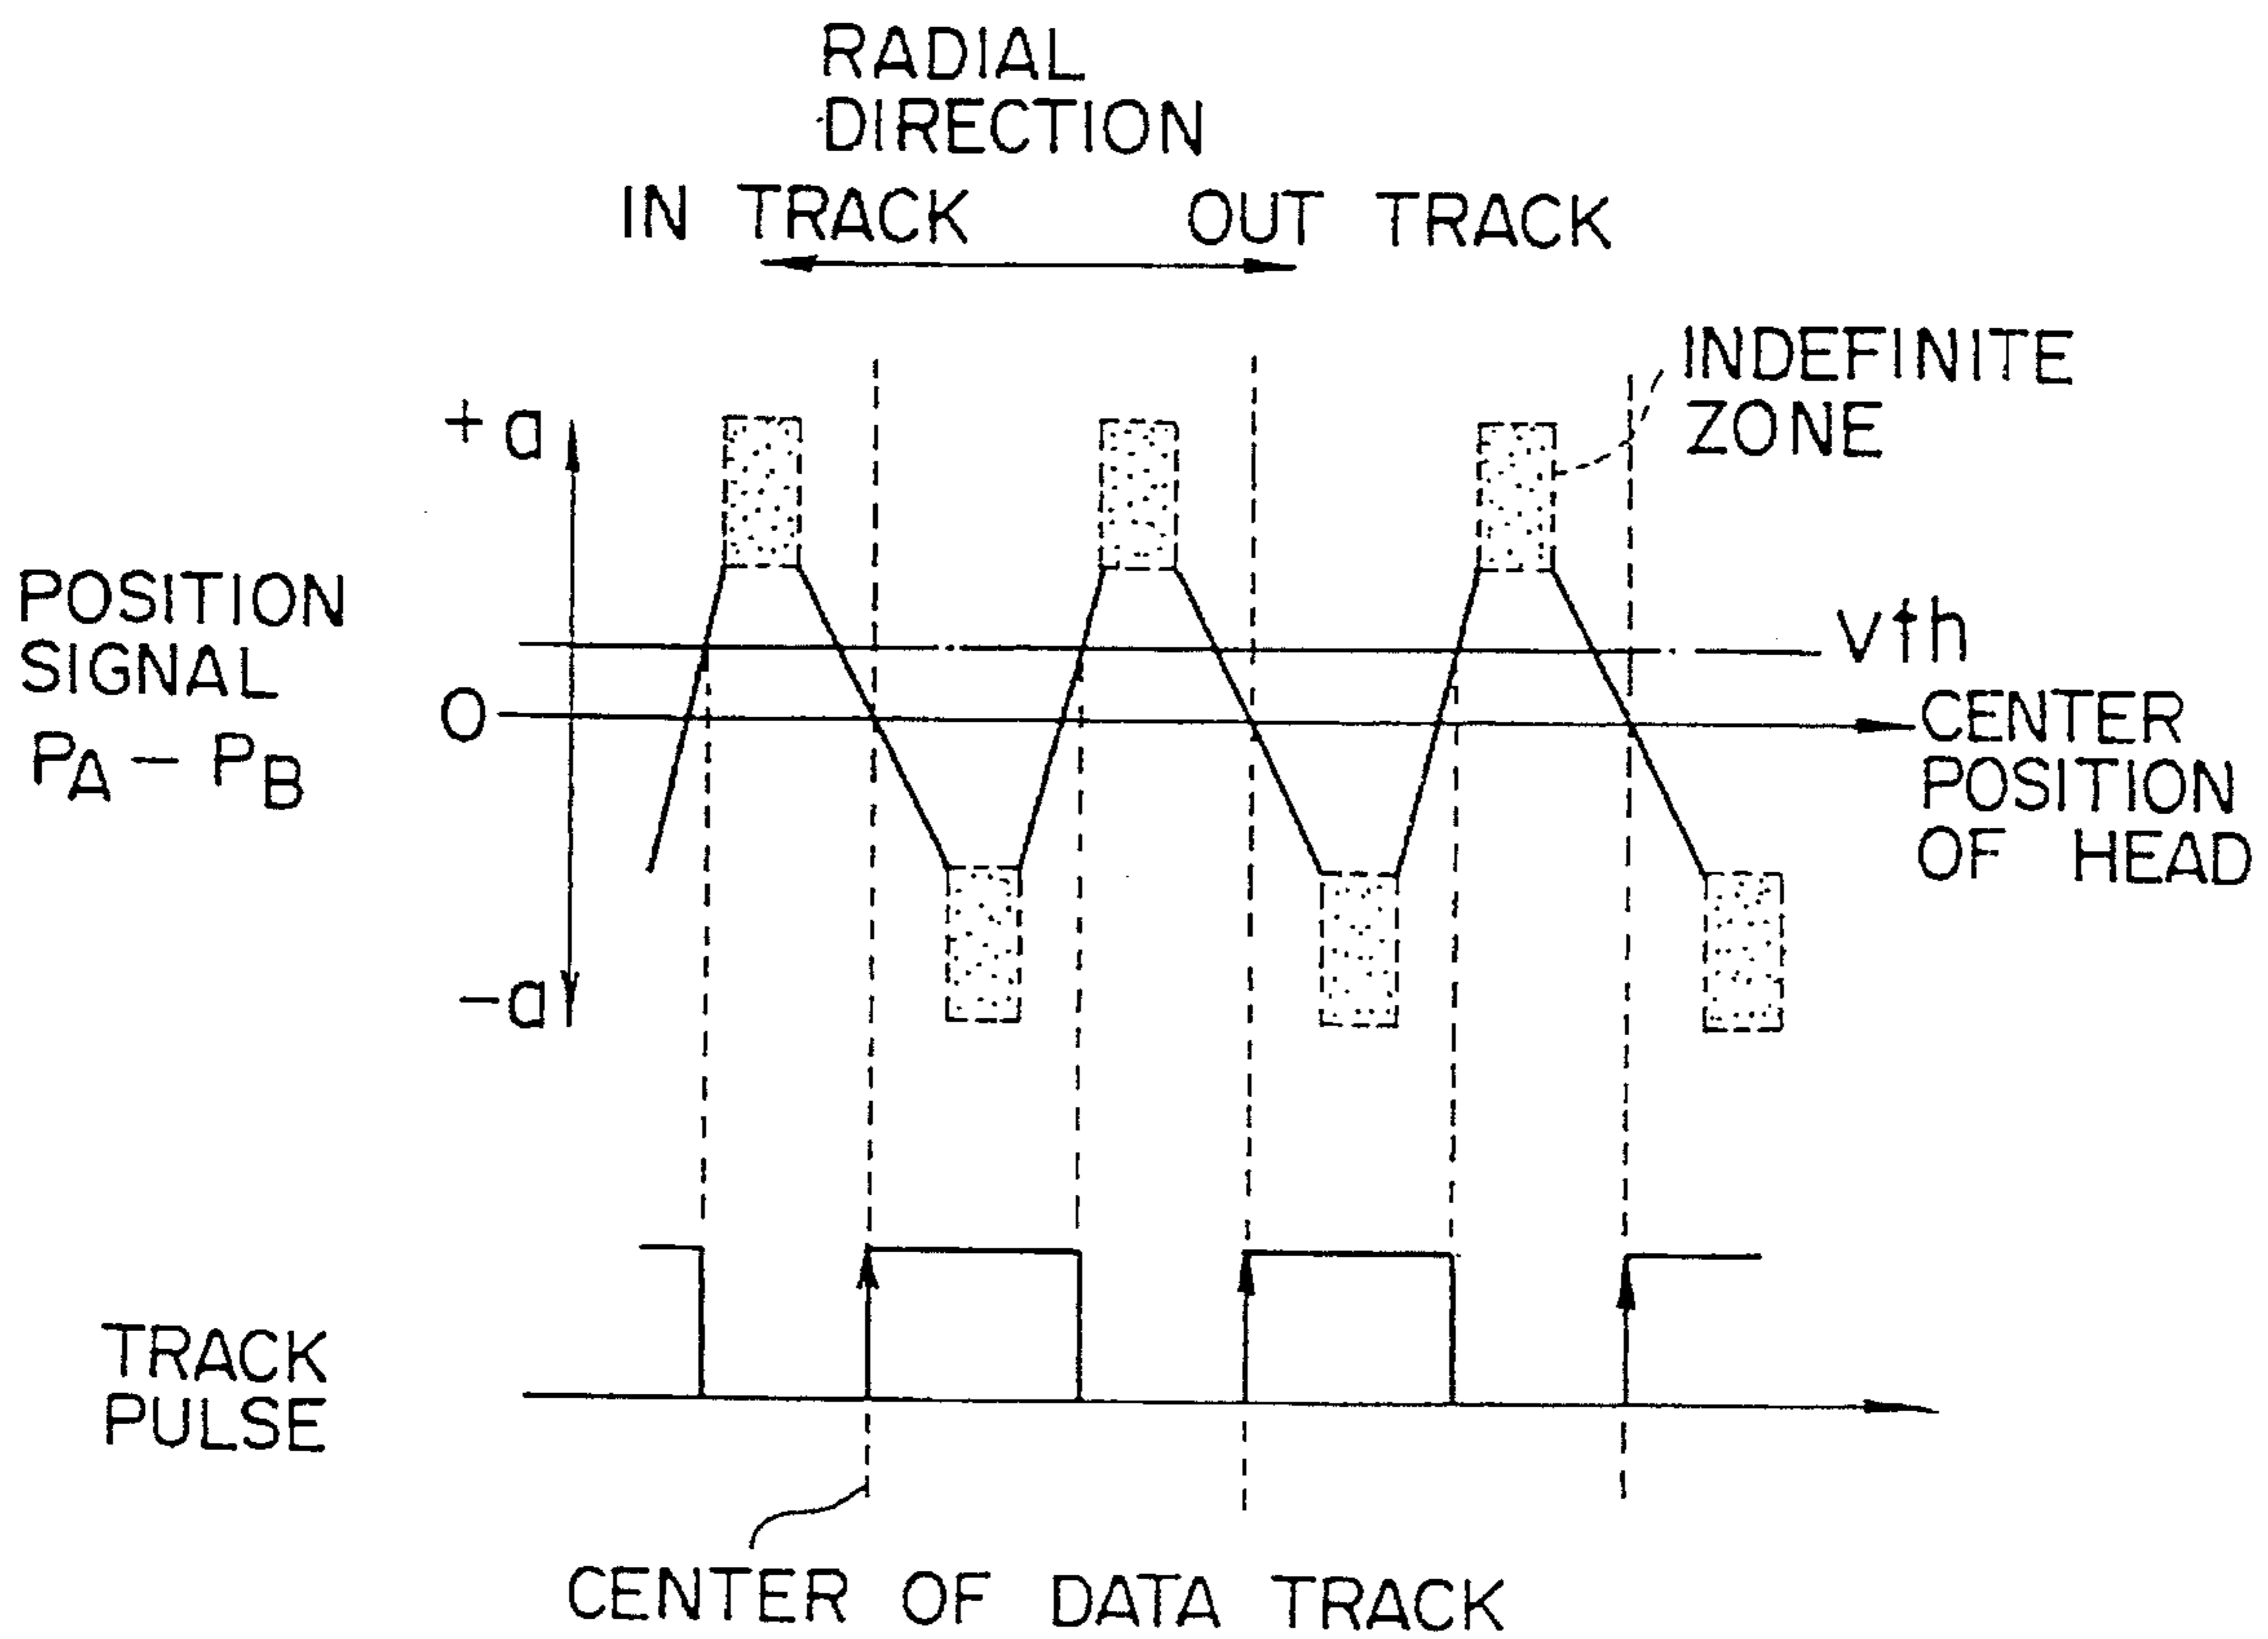 RADIAL
DIRECTION
IN TRACK OUT TRACK
INDEFINITE
ZONE
+a
POSITION
SIGNAL
PA - PB
vth
0
CENTER
POSITION
OF HEAD
-a
TRACK
PULSE
CENTER OF DATA TRACK